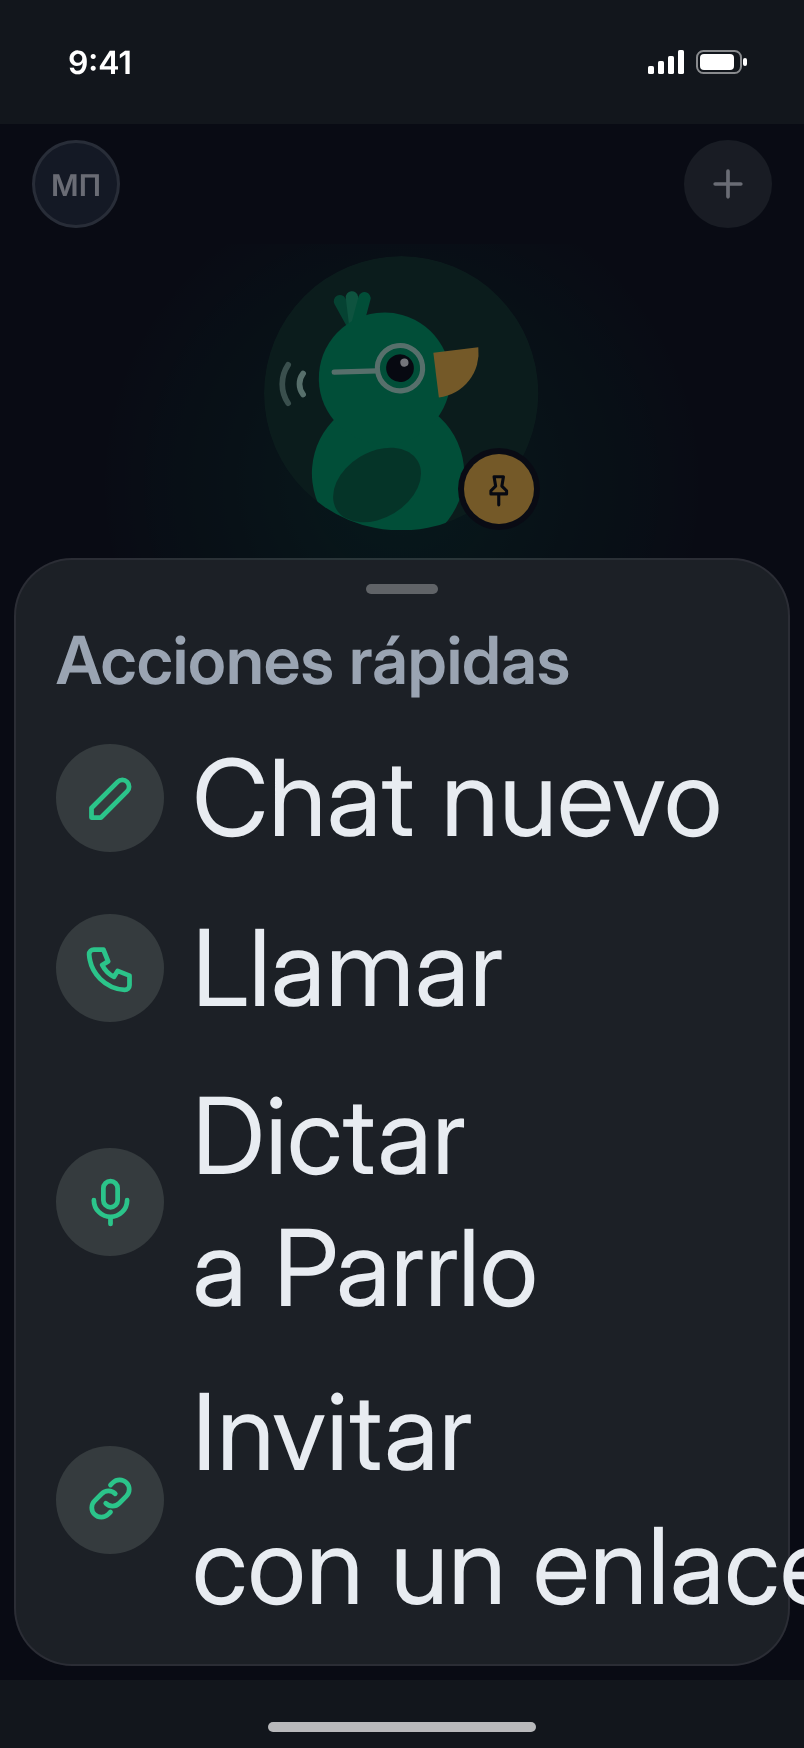 9:41
МП
Acciones rápidas
Chat nuevo
Llamar
Dictar
a Parrlo
Invitar
con un enlace